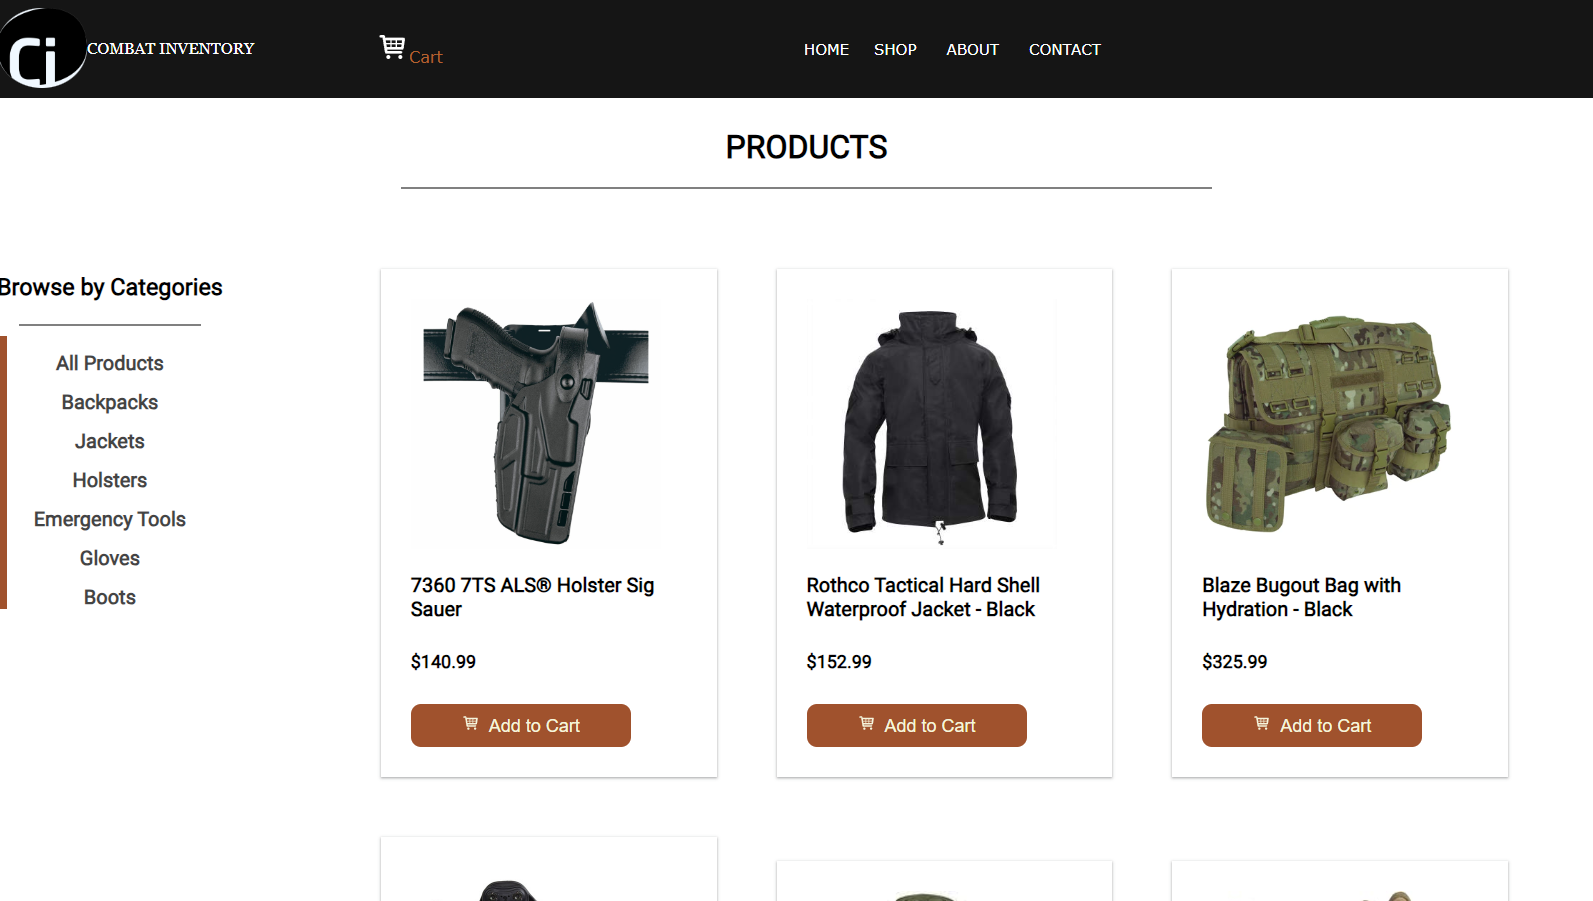 Ci
COMBAT INVENTORY
Cart
HOME
SHOP
ABOUT
CONTACT
PRODUCTS
Browse by Categories
All Products
Backpacks
Jackets
Holsters
Emergency Tools
Gloves
Boots
7360 7TS ALS® Holster Sig
Sauer
$140.99
Add to Cart
Rothco Tactical Hard Shell
Waterproof Jacket - Black
$152.99
Add to Cart
Blaze Bugout Bag with
Hydration - Black
$325.99
Add to Cart